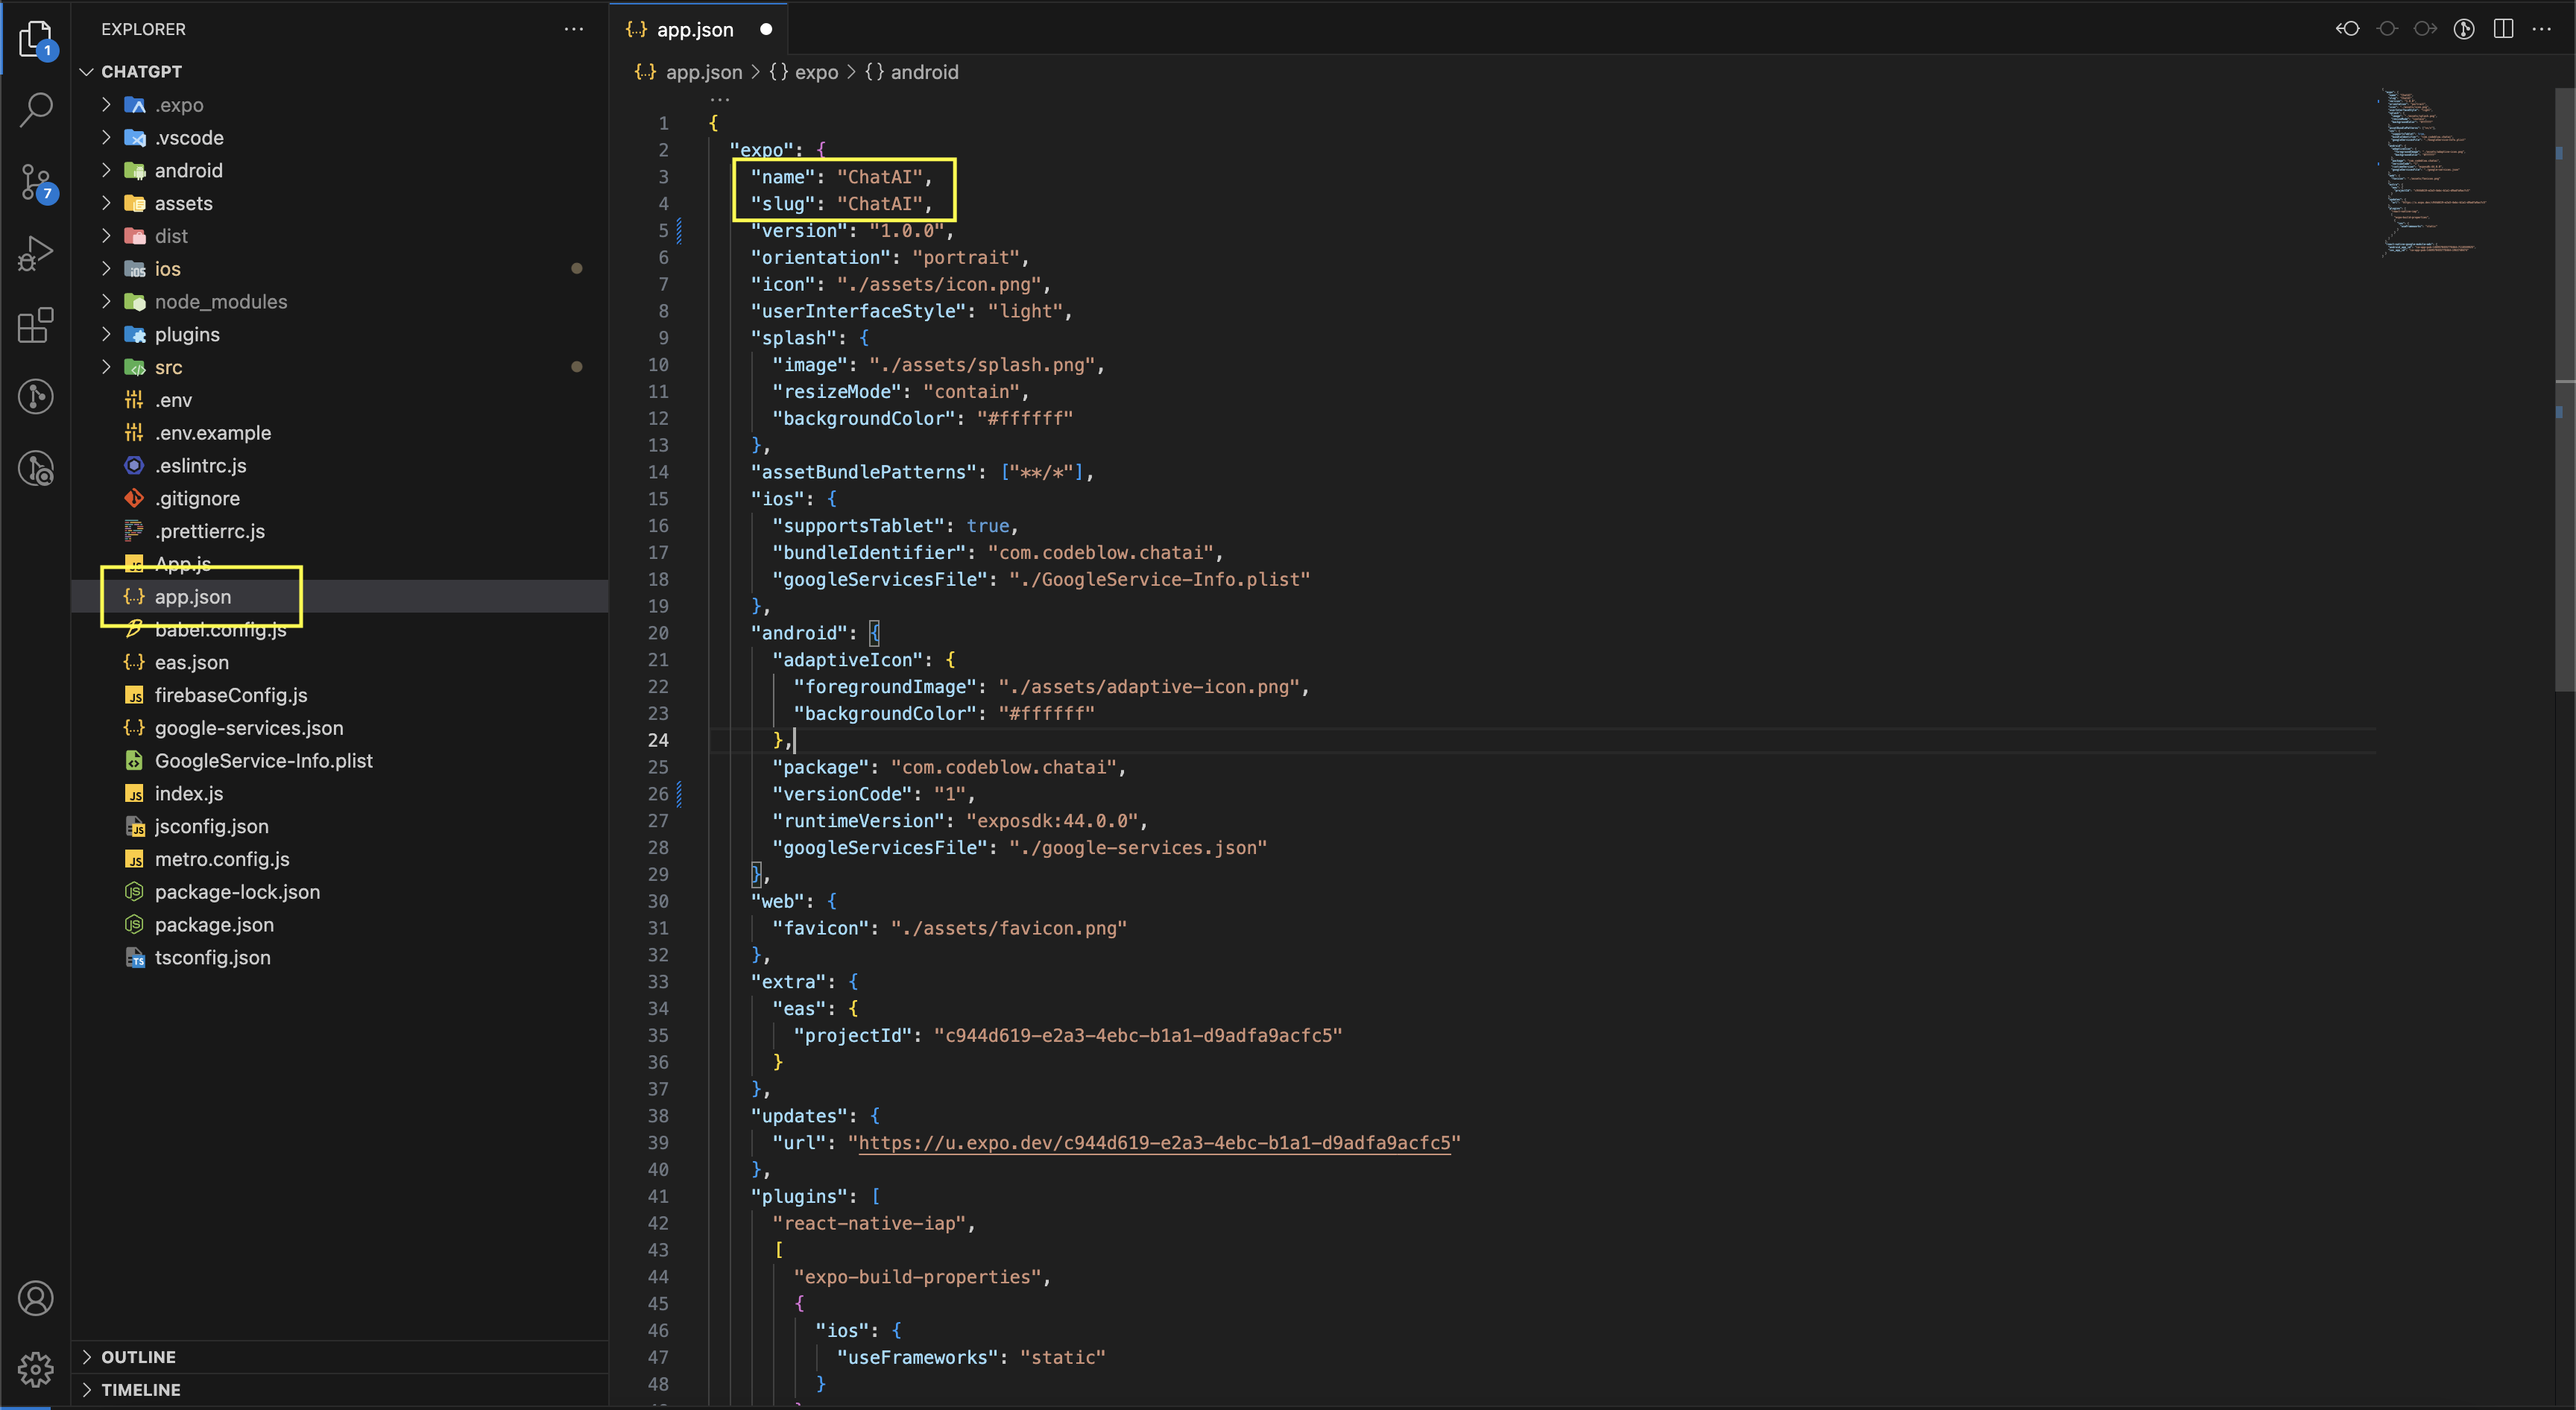 EXPLORER
···
CHATGPT
.expo
.vscode
android
assets
dist
ios
node_modules
plugins
src
.env
.env.example
.eslintrc.js
.gitignore
.prettierrc.js
App.js
app.json
babel.config.js
eas.json
firebaseConfig.js
google-services.json
GoogleService-Info.plist
index.js
jsconfig.json
metro.config.js
package-lock.json
package.json
tsconfig.json
OUTLINE
TIMELINE
1
7
{..} app.json
{..} app.json > {} expo > {} android
···
1 {
2 "expo": {
3 "name": "ChatAI",
4 "slug": "ChatAI",
5 "version": "1.0.0",
6 "orientation": "portrait",
7 "icon": "./assets/icon.png",
8 "userInterfaceStyle": "light",
9 "splash": {
10 "image": "./assets/splash.png",
11 "resizeMode": "contain",
12 "backgroundColor": "#ffffff"
13 },
14 "assetBundlePatterns": ["**/*"],
15 "ios": {
16 "supportsTablet": true,
17 "bundleIdentifier": "com.codeblow.chatai",
18 "googleServicesFile": "./GoogleService-Info.plist"
19 },
20 "android": {
21 "adaptiveIcon": {
22 "foregroundImage": "./assets/adaptive-icon.png",
23 "backgroundColor": "#ffffff"
24 },
25 "package": "com.codeblow.chatai",
26 "versionCode": "1",
27 "runtimeVersion": "exposdk:44.0.0",
28 "googleServicesFile": "./google-services.json"
29 },
30 "web": {
31 "favicon": "./assets/favicon.png"
32 },
33 "extra": {
34 "eas": {
35 "projectId": "c944d619-e2a3-4ebc-b1a1-d9adfa9acfc5"
36 }
37 },
38 "updates": {
39 "url": "https://u.expo.dev/c944d619-e2a3-4ebc-b1a1-d9adfa9acfc5"
40 },
41 "plugins": [
42 "react-native-iap",
43 [
44 "expo-build-properties",
45 {
46 "ios": {
47 "useFrameworks": "static"
48 }